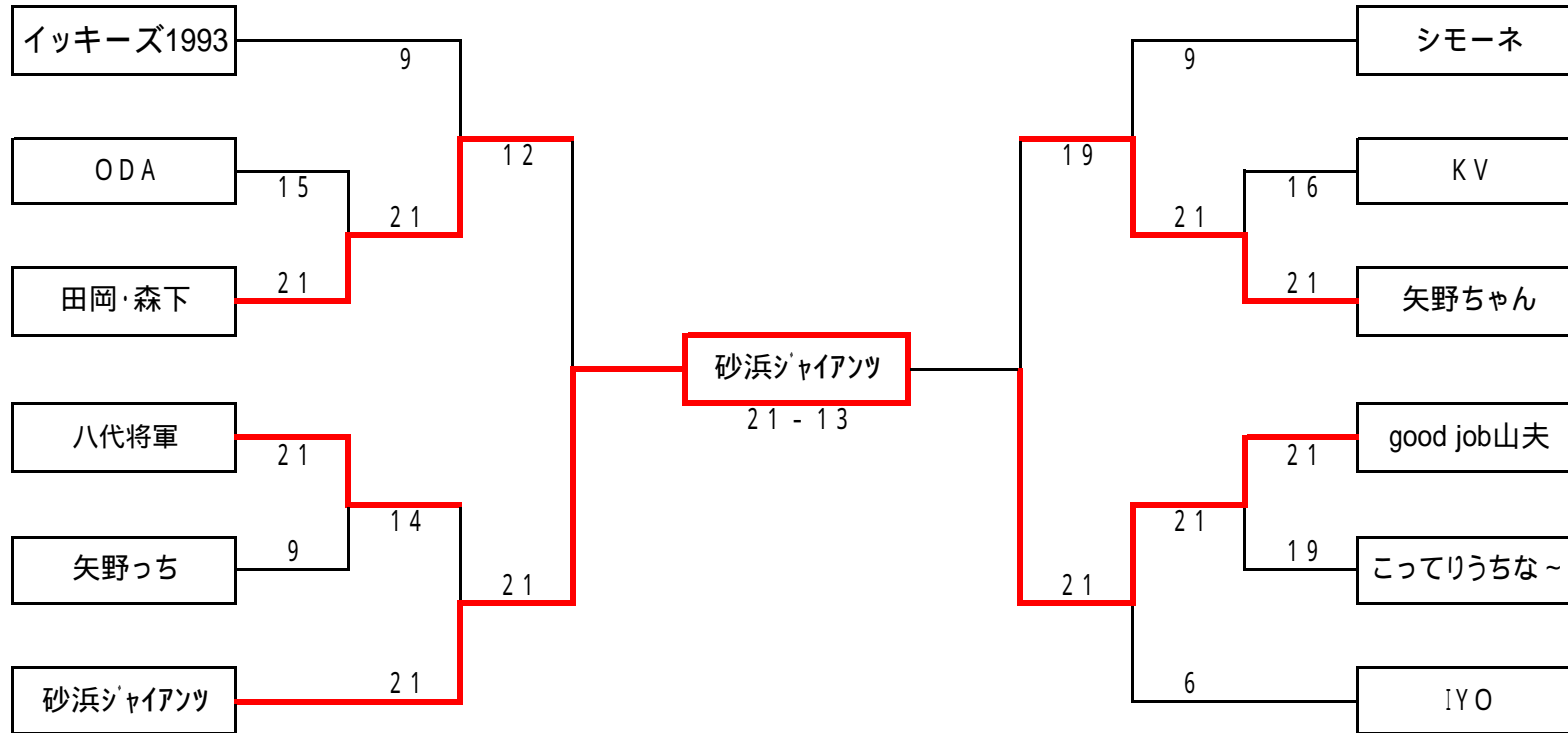 イッキーズ1993
9
9
シモーネ
ODA
15
12
19
16
KV
21
21
田岡・森下
21
21
矢野ちゃん
砂浜ｼﾞｬｲｱﾝﾂ
21 - 13
八代将軍
21
21
good job山夫
14
21
矢野っち
9
19
こってりうちな～
21
21
砂浜ｼﾞｬｲｱﾝﾂ
21
6
IYO